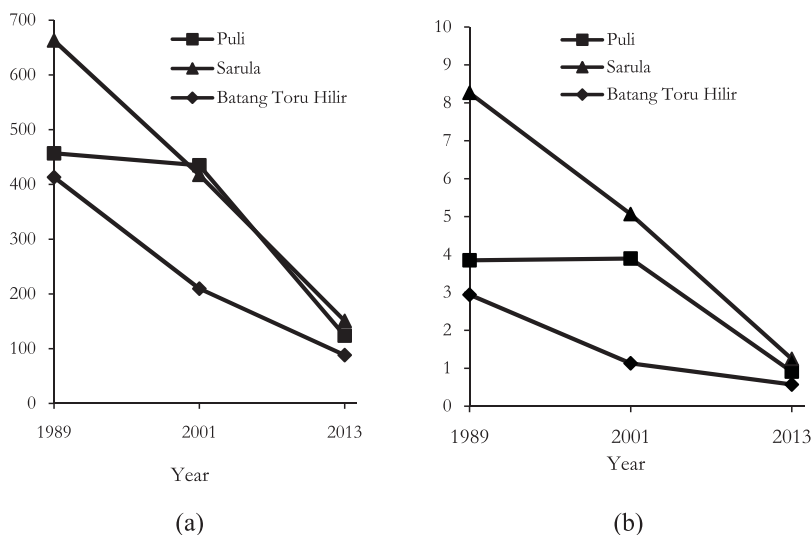 700
600
500
400
300
200
100
0
Puli
Sarula
Batang Toru Hilir
1989 2001 2013
Year
(a)
10
9
8
7
6
5
4
3
2
1
0
Puli
Sarula
Batang Toru Hilir
1989 2001 2013
Year
(b)